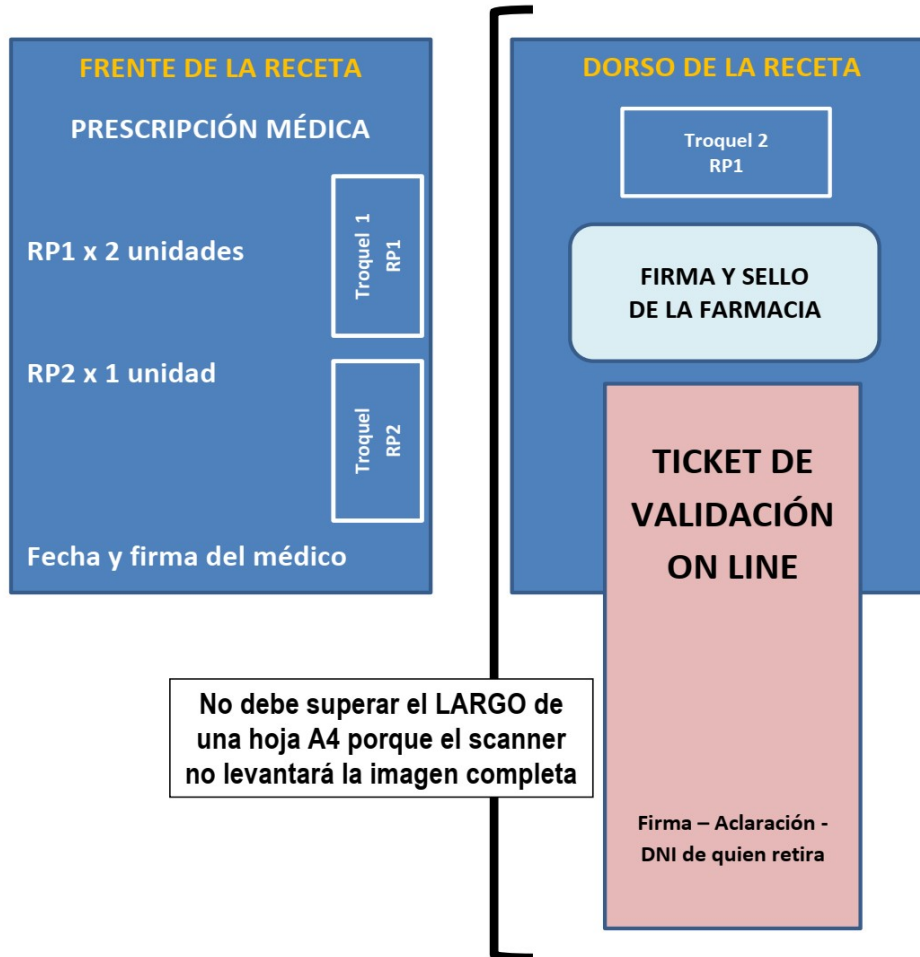 FRENTE DE LA RECETA
PRESCRIPCIÓN MÉDICA
RP1 x 2 unidades
Troquel 1
RP1
RP2 x 1 unidad
Troquel
RP2
Fecha y firma del médico
No debe superar el LARGO de
una hoja A4 porque el scanner
no levantará la imagen completa
DORSO DE LA RECETA
Troquel 2
RP1
FIRMA Y SELLO
DE LA FARMACIA
TICKET DE
VALIDACIÓN
ON LINE
Firma – Aclaración -
DNI de quien retira